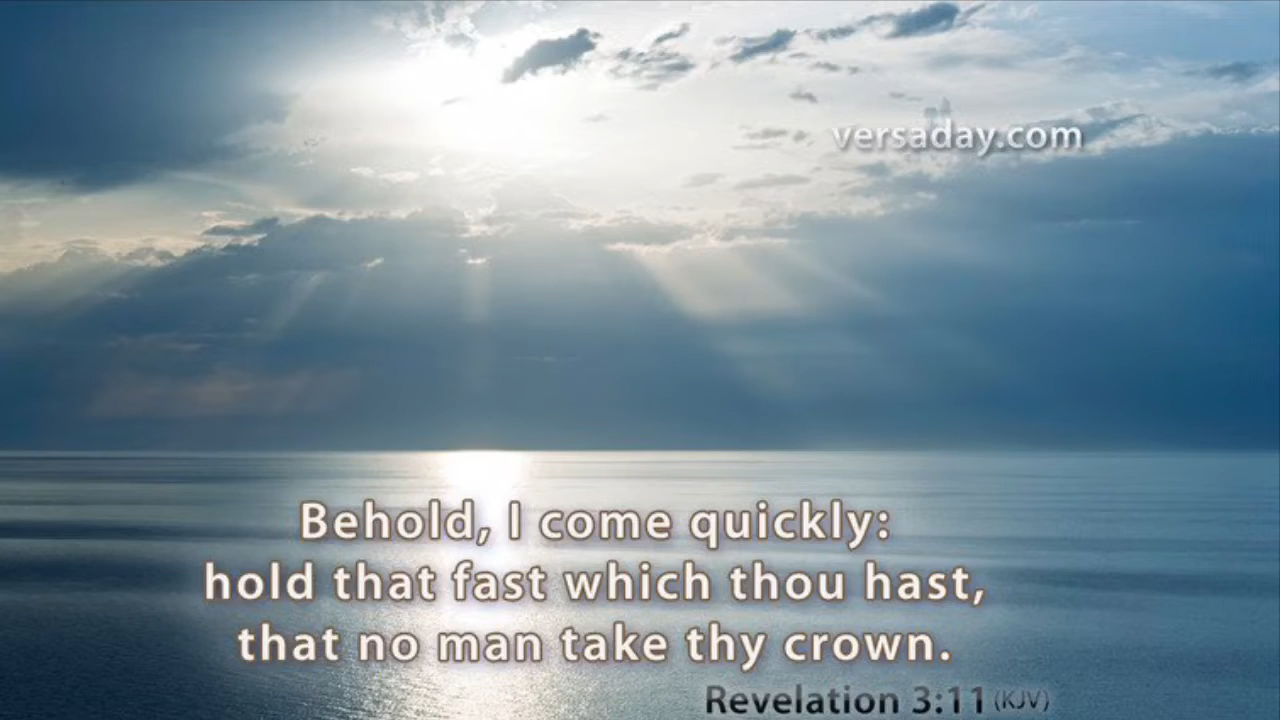 versaday.com
Behold, I come quickly:
hold that fast which thou hast,
that no man take thy crown.
Revelation 3:11 (KJV)